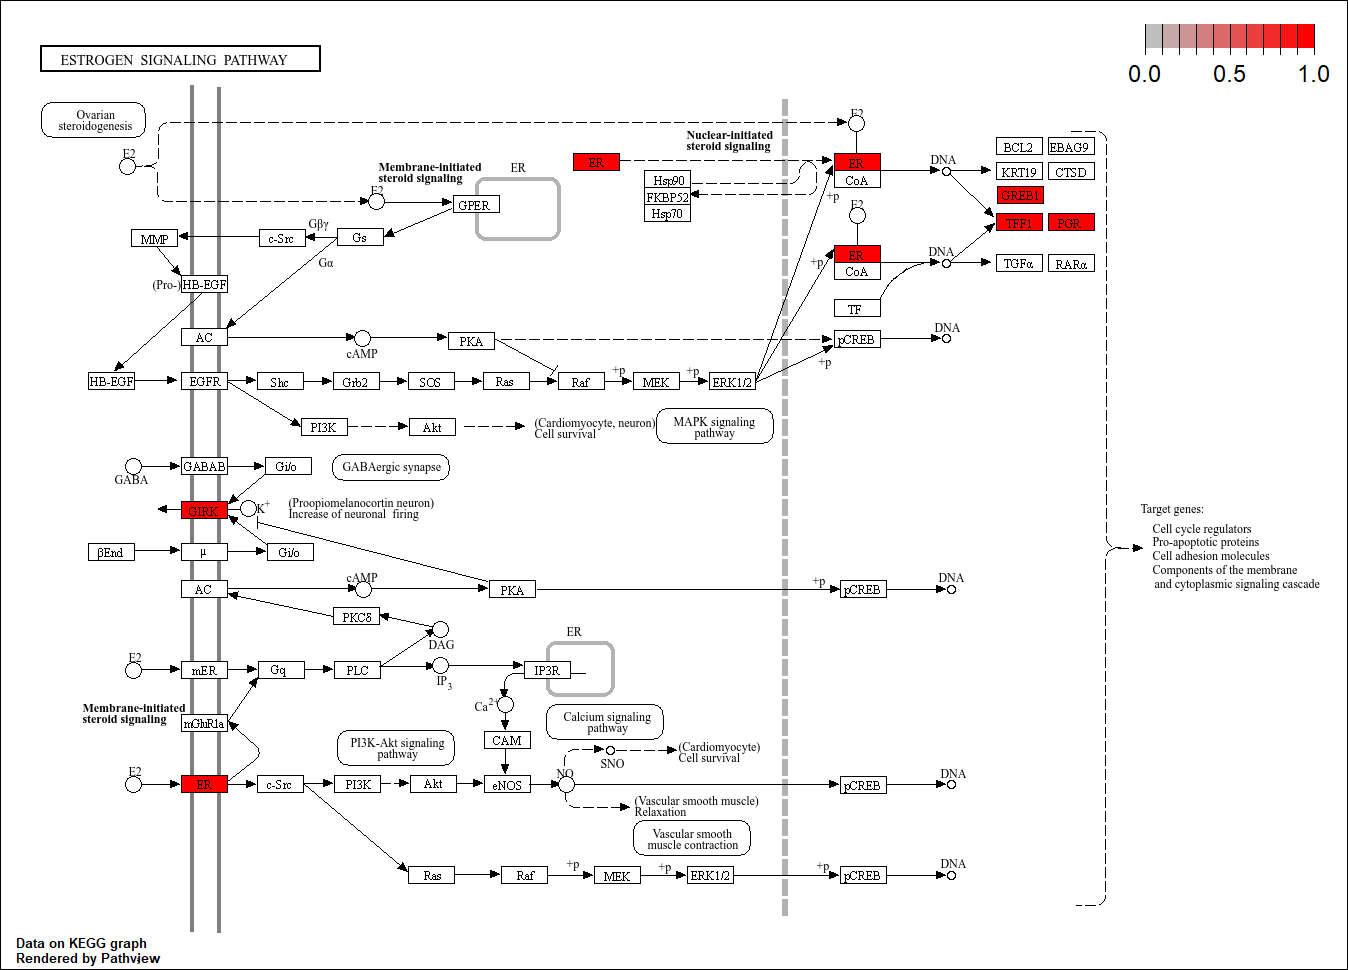 ESTROGEN SIGNALING PATHWAY
0.0 0.5 1.0
Ovarian
steroidogenesis
E2
E2
Membrane-initiated
steroid signaling
E2
GPER
ER
ER
Nuclear-initiated
steroid signaling
Hsp90
FKBP52
Hsp70
E2
ER
CoA
+p
DNA
BCL2 EBAG9
KRT19 CTSD
GREB1
TFF1 PGR
E2
ER
CoA
+p
DNA
TGFα RARα
TF
MMP
c-Src
Gβγ
Gs
Gα
(Pro-) HB-EGF
AC
cAMP
PKA
pCREB
DNA
+p
HB-EGF
EGFR
Shc
Grb2
SOS
Ras
Raf
+p
MEK
+p
ERK1/2
PI3K
Akt
(Cardiomyocyte, neuron)
Cell survival
MAPK signaling
pathway
GABA
GABAB
Gi/o
GABAergic synapse
GIRK
K+
(Proopiomelanocortin neuron)
Increase of neuronal firing
βEnd
μ
Gi/o
AC
cAMP
PKA
+p
pCREB
DNA
Target genes:
Cell cycle regulators
Pro-apoptotic proteins
Cell adhesion molecules
Components of the membrane
and cytoplasmic signaling cascade
PKCδ
DAG
E2
mER
Gq
PLC
IP3
IP3R
ER
Ca2+
Membrane-initiated
steroid signaling
mGluR1a
PI3K-Akt signaling
pathway
CAM
Calcium signaling
pathway
SNO
(Cardiomyocyte)
Cell survival
E2
ER
c-Src
PI3K
Akt
eNOS
NO
pCREB
DNA
(Vascular smooth muscle)
Relaxation
Vascular smooth
muscle contraction
Ras
Raf
+p
MEK
+p
ERK1/2
+p
pCREB
DNA
Data on KEGG graph
Rendered by Pathview